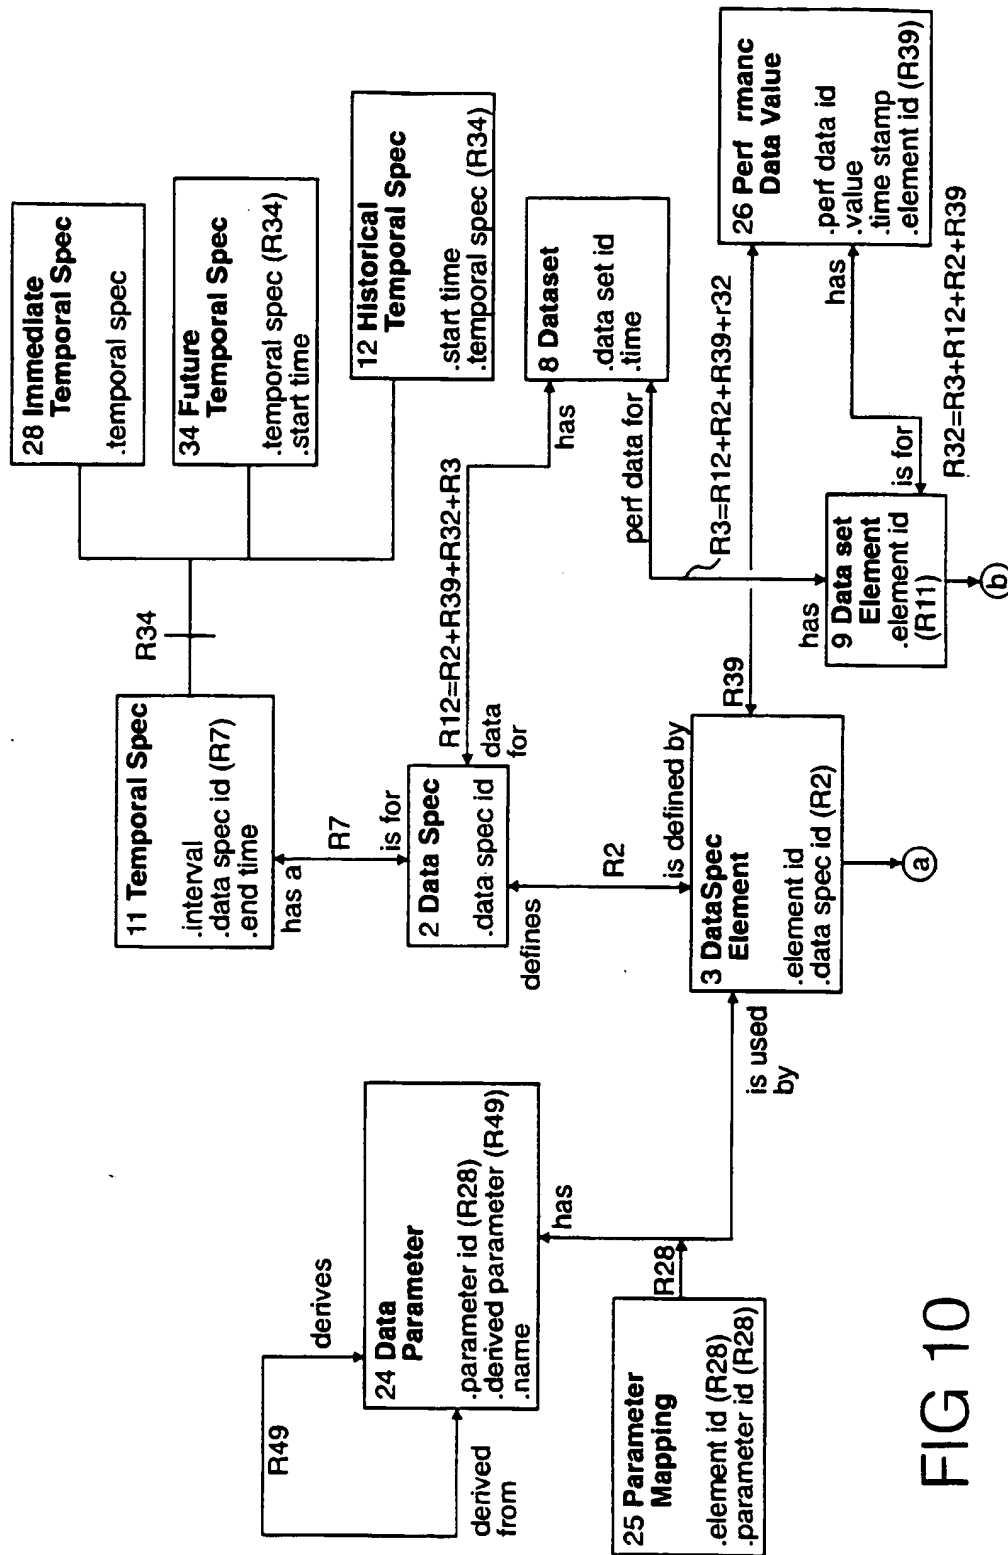 28 Immediate
Temporal Spec
.temporal spec
34 Future
Temporal Spec
.temporal spec (R34)
.start time
12 Historical
Temporal Spec
.start time
.temporal spec (R34)
R34
11 Temporal Spec
.interval
.data spec id (R7)
.end time
has a
R7
is for
2 Data Spec
.data spec id
data
for
R12=R2+R39+R32+R3
has
8 Dataset
.data set id
.time
perf data for
R3=R12+R2+R39+r32
has
defines
R2
is defined by
R39
26 Perf rmanc
Data Value
.perf data id
.value
.time stamp
.element id (R39)
has
is for
R32=R3+R12+R2+R39
9 Data set
Element
.element id
(R11)
b
3 DataSpec
Element
.element id
.data spec id (R2)
a
is used
by
R49
derives
derived
from
24 Data
Parameter
.parameter id (R28)
.derived parameter (R49)
.name
has
R28
25 Parameter
Mapping
.element id (R28)
.parameter id (R28)
FIG 10